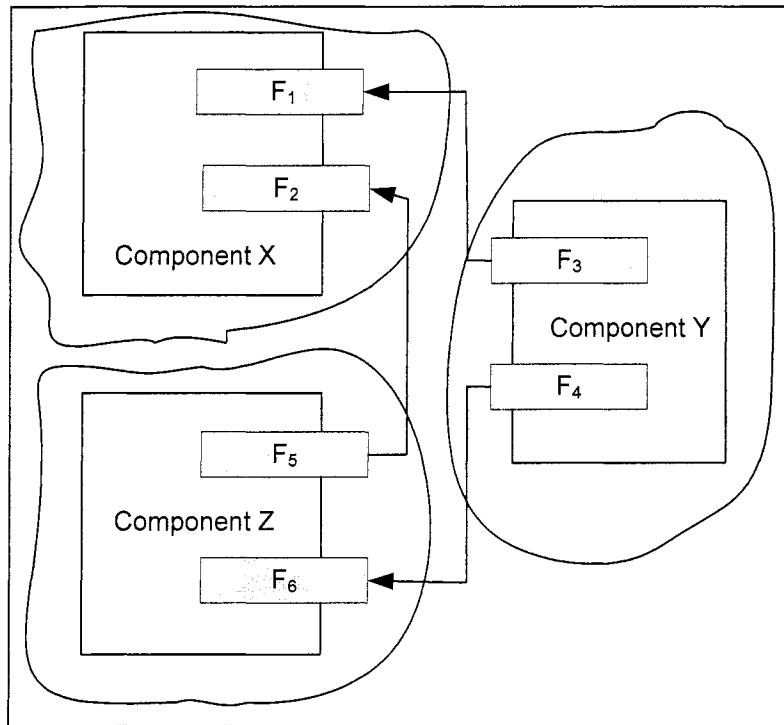 F₁
F₂
Component X
F₃
Component Y
F₄
F₅
Component Z
F₆